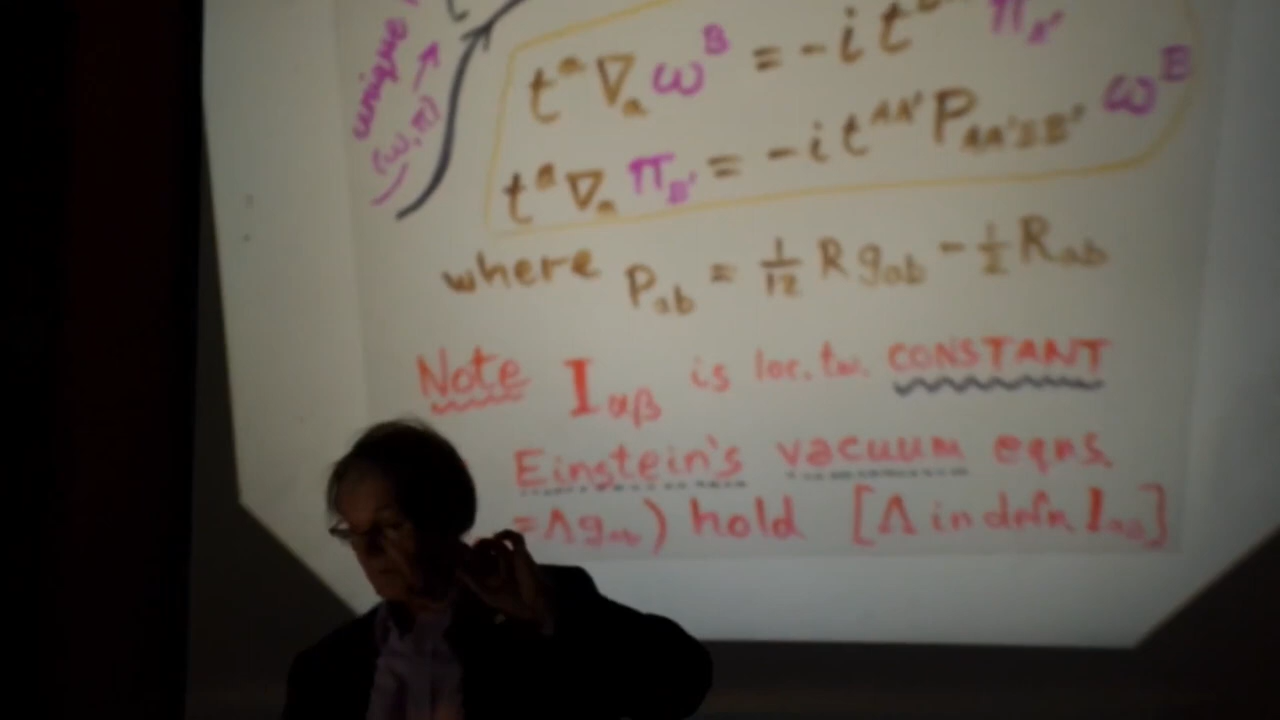 unique
(ω,π)
t^a ∇_a ω^B = -i t π_B'
t^a ∇_a π_B' = -i t^AA' P_AA'BB' ω^B
where P_ab = 1/12 R g_ab - 1/2 R_ab
Note I_αβ is loc. tw. CONSTANT
Einstein's vacuum eqns.
=Λg_ab) hold [Λ in defn. I_αβ]